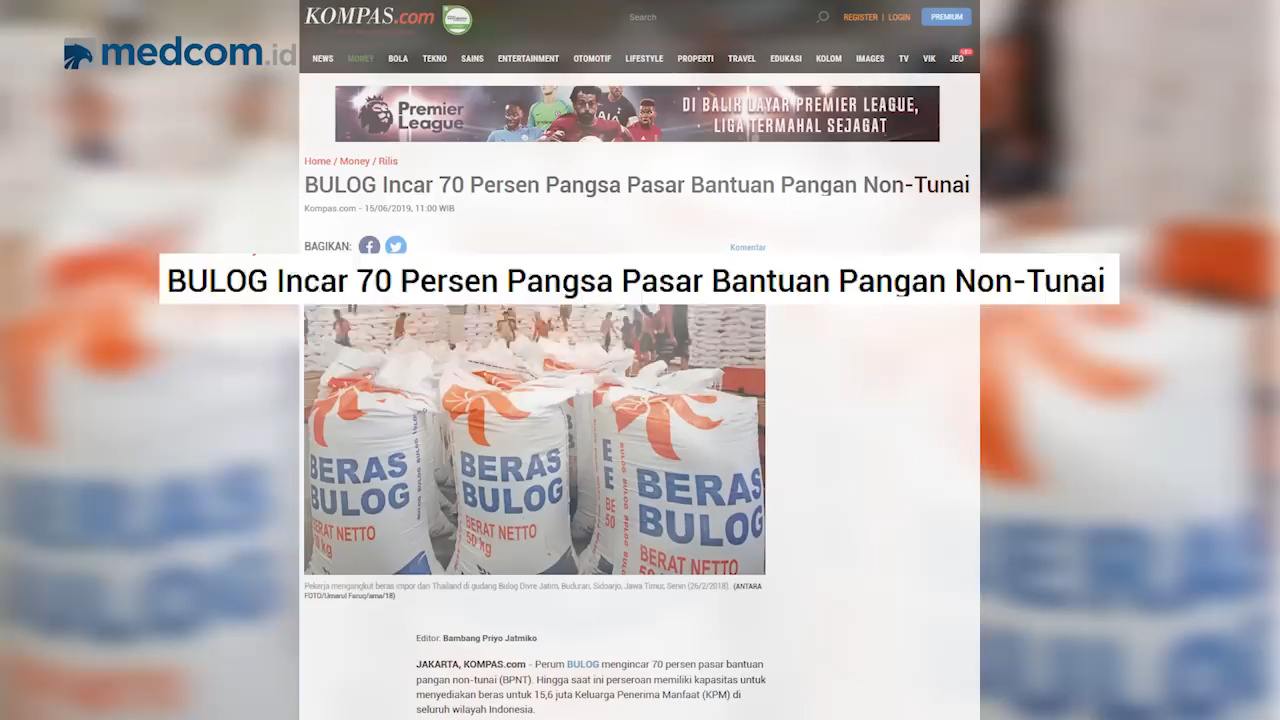 medcom.id
KOMPAS.com
Search
REGISTER | LOGIN
PREMIUM
NEWS MONEY BOLA TEKNO SAINS ENTERTAINMENT OTOMOTIF LIFESTYLE PROPERTI TRAVEL EDUKASI KOLOM IMAGES TV VIK JEO
Premier League
DI BALIK LAYAR PREMIER LEAGUE,
LIGA TERMAHAL SEJAGAT
Home / Money / Rilis
BULOG Incar 70 Persen Pangsa Pasar Bantuan Pangan Non-Tunai
Kompas.com - 15/06/2019, 11:00 WIB
BAGIKAN:
Komentar
BULOG Incar 70 Persen Pangsa Pasar Bantuan Pangan Non-Tunai
BERAS BULOG
BERAT NETTO
BERAS BULOG
BERAT NETTO
50 kg
BERAS BULOG
BERAT NETTO
Pekerja mengangkut beras impor dari Thailand di gudang Bulog Divre Jatim, Buduran, Sidoarjo, Jawa Timur, Senin (26/2/2018). (ANTARA
FOTO/Umarul Faruq/ama/18)
Editor: Bambang Priyo Jatmiko
JAKARTA, KOMPAS.com - Perum BULOG mengincar 70 persen pasar bantuan
pangan non-tunai (BPNT). Hingga saat ini perseroan memiliki kapasitas untuk
menyediakan beras untuk 15,6 juta Keluarga Penerima Manfaat (KPM) di
seluruh wilayah Indonesia.